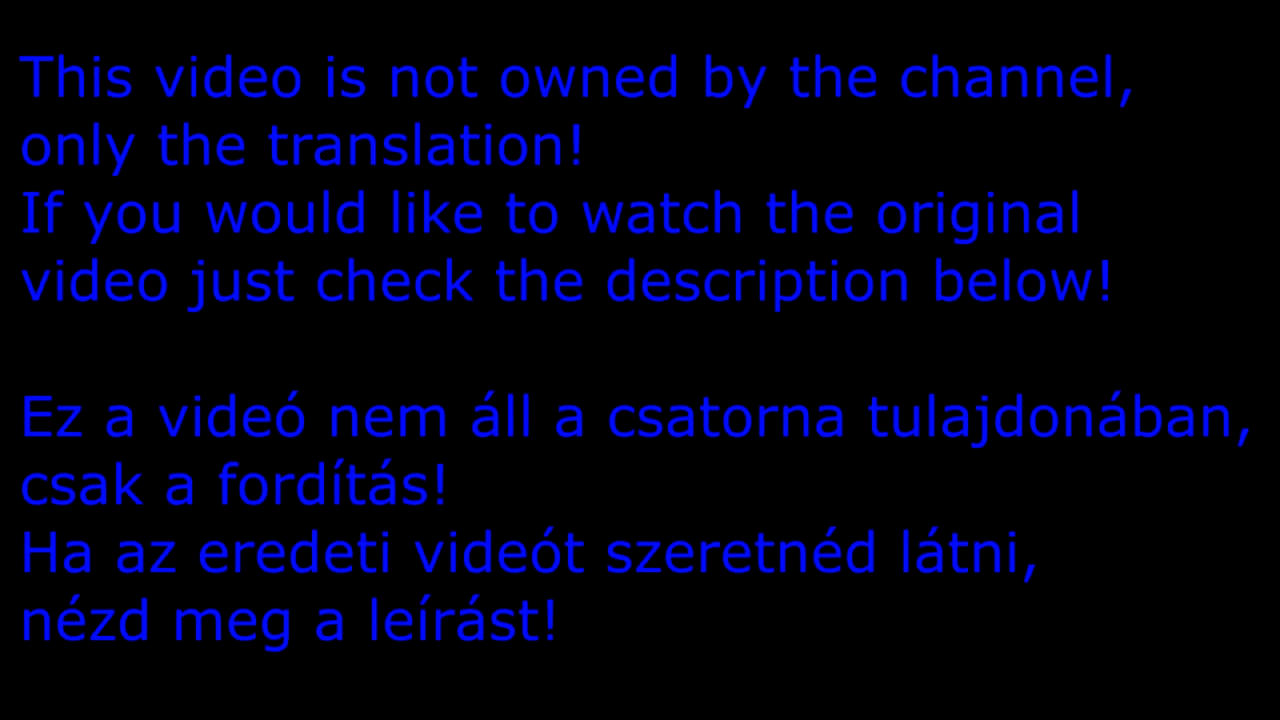 This video is not owned by the channel,
only the translation!
If you would like to watch the original
video just check the description below!
Ez a videó nem áll a csatorna tulajdonában,
csak a fordítás!
Ha az eredeti videót szeretnéd látni,
nézd meg a leírást!